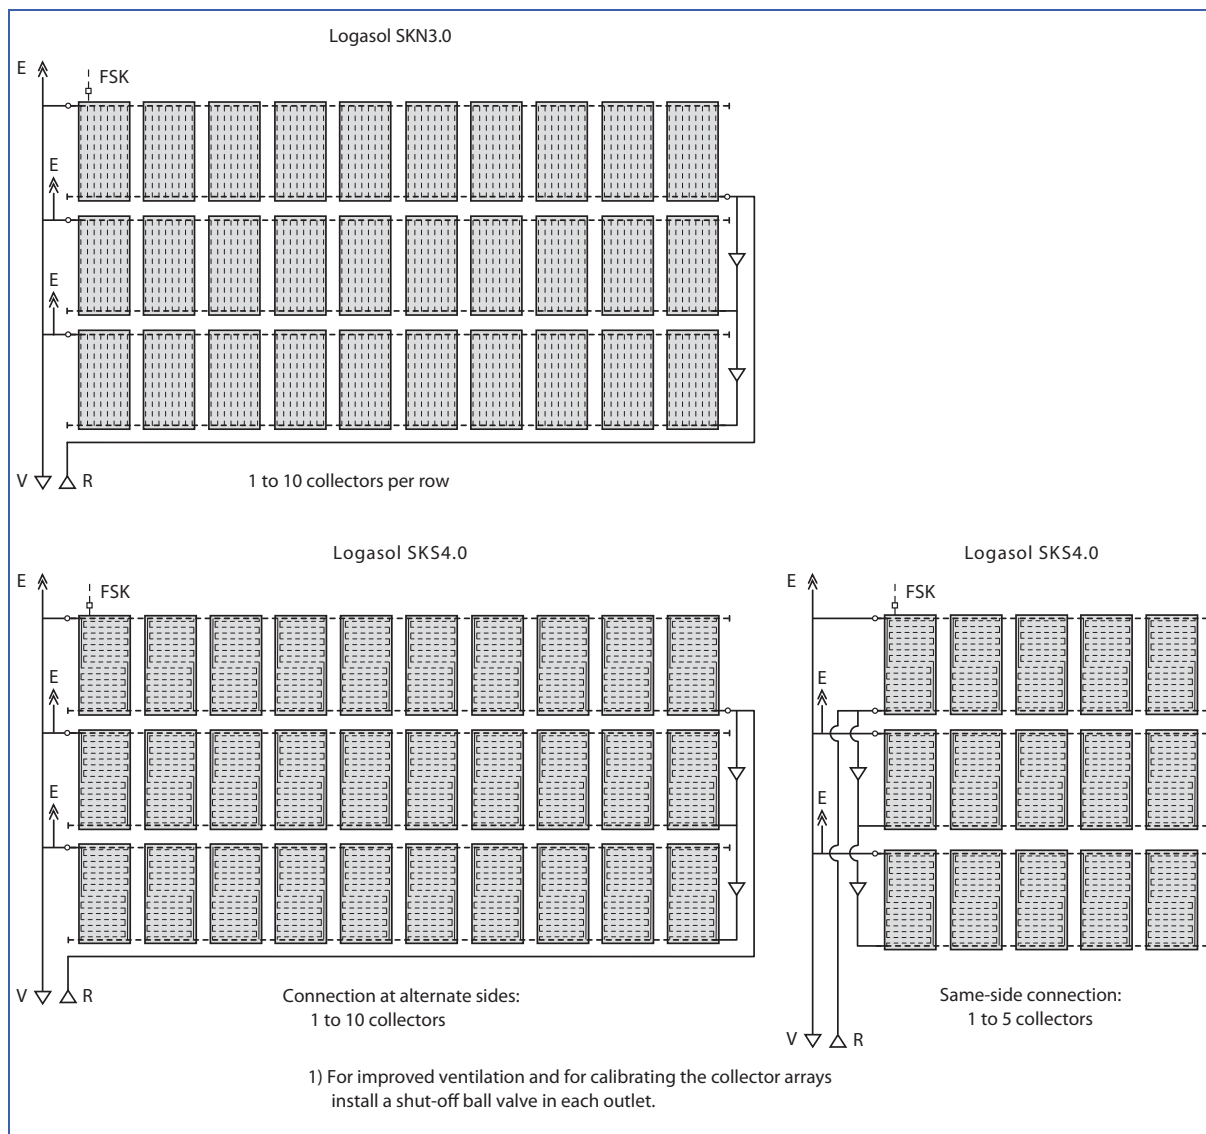 Logasol SKN3.0
E
FSK
E
E
V R
1 to 10 collectors per row
Logasol SKS4.0
E
FSK
E
E
V R
Connection at alternate sides:
1 to 10 collectors
Logasol SKS4.0
E
FSK
E
E
V R
Same-side connection:
1 to 5 collectors
1) For improved ventilation and for calibrating the collector arrays
install a shut-off ball valve in each outlet.